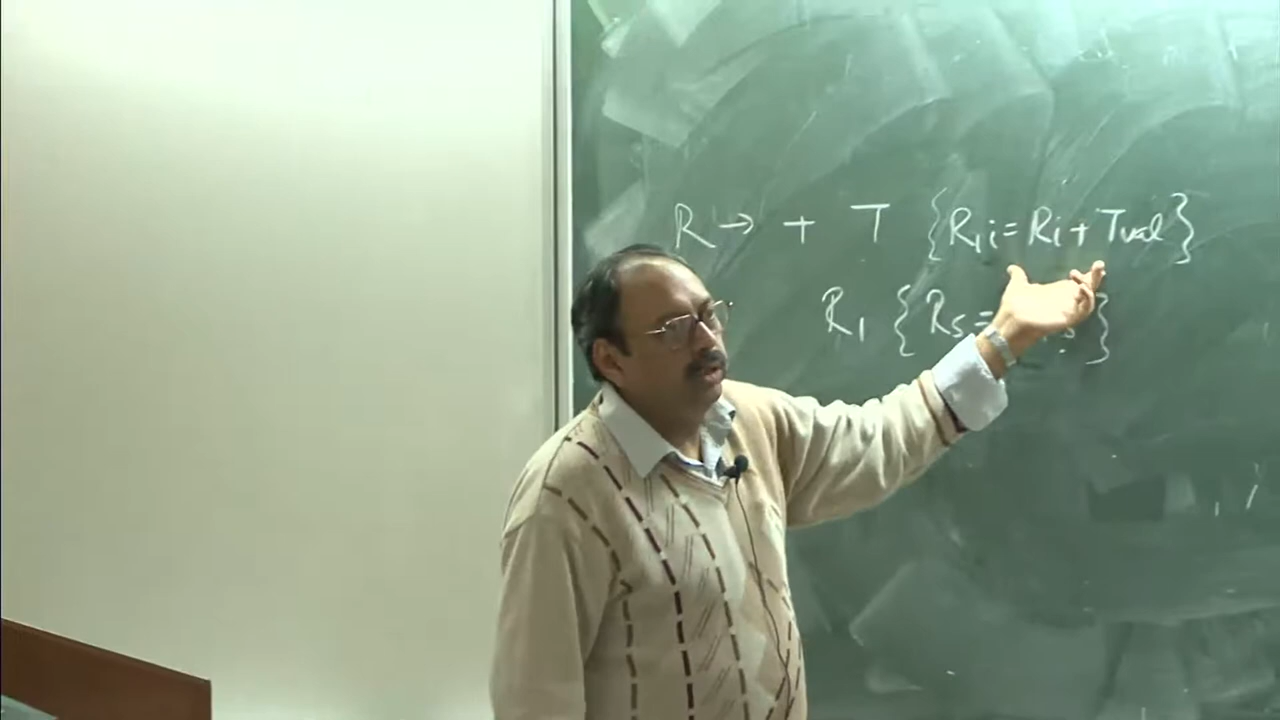 R → + T {R₁i = Ri + Tval}
R₁ { Rs = }